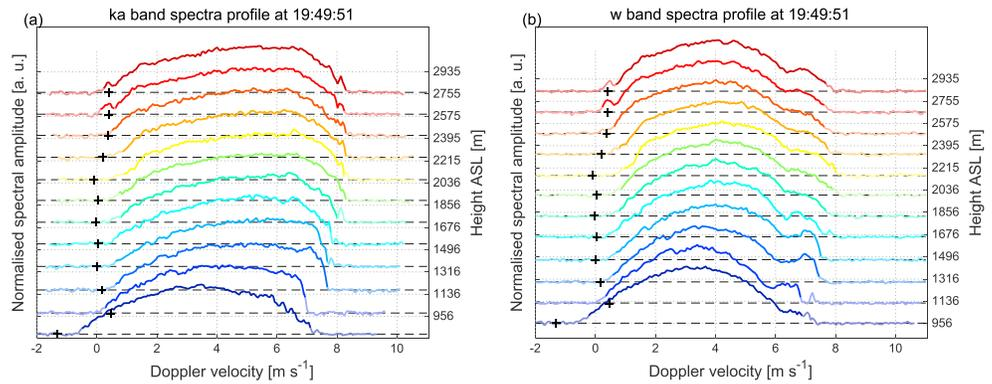 (a)
ka band spectra profile at 19:49:51
Normalised spectral amplitude [a. u.]
2935
2755
2575
2395
2215
2036
1856
1676
1496
1316
1136
956
Height ASL [m]
-2 0 2 4 6 8 10
Doppler velocity [m s-1]
(b)
w band spectra profile at 19:49:51
Normalised spectral amplitude [a. u.]
2935
2755
2575
2395
2215
2036
1856
1676
1496
1316
1136
956
Height ASL [m]
-2 0 2 4 6 8 10
Doppler velocity [m s-1]